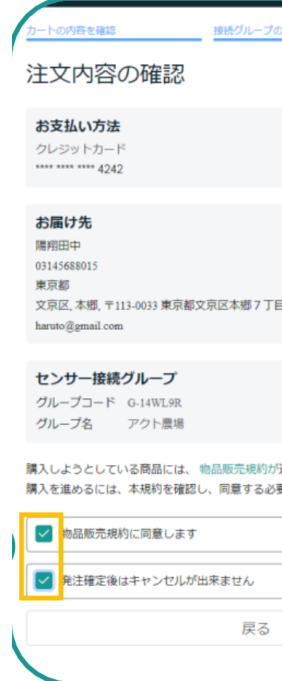 カートの内容を確認
接続グループの
注文内容の確認
お支払い方法
クレジットカード
**** **** **** 4242
お届け先
陽翔田中
03145688015
東京都
文京区, 本郷, 〒113-0033 東京都文京区本郷７丁目
haruto@gmail.com
センサー接続グループ
グループコード G-14WL9R
グループ名 アクト農場
購入しようとしている商品には、 物品販売規約が
購入を進めるには、本規約を確認し、同意する必
物品販売規約に同意します
発注確定後はキャンセルが出来ません
戻る